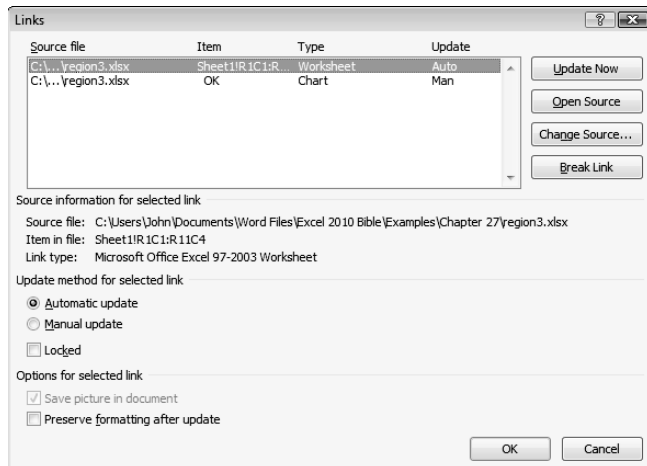 Links
Source file Item Type Update
C:\...\region3.xlsx Sheet1!R1C1:R... Worksheet Auto
C:\...\region3.xlsx OK Chart Man
Update Now
Open Source
Change Source...
Break Link
Source information for selected link
Source file: C:\Users\John\Documents\Word Files\Excel 2010 Bible\Examples\Chapter 27\region3.xlsx
Item in file: Sheet1!R1C1:R11C4
Link type: Microsoft Office Excel 97-2003 Worksheet
Update method for selected link
Automatic update
Manual update
Locked
Options for selected link
Save picture in document
Preserve formatting after update
OK Cancel